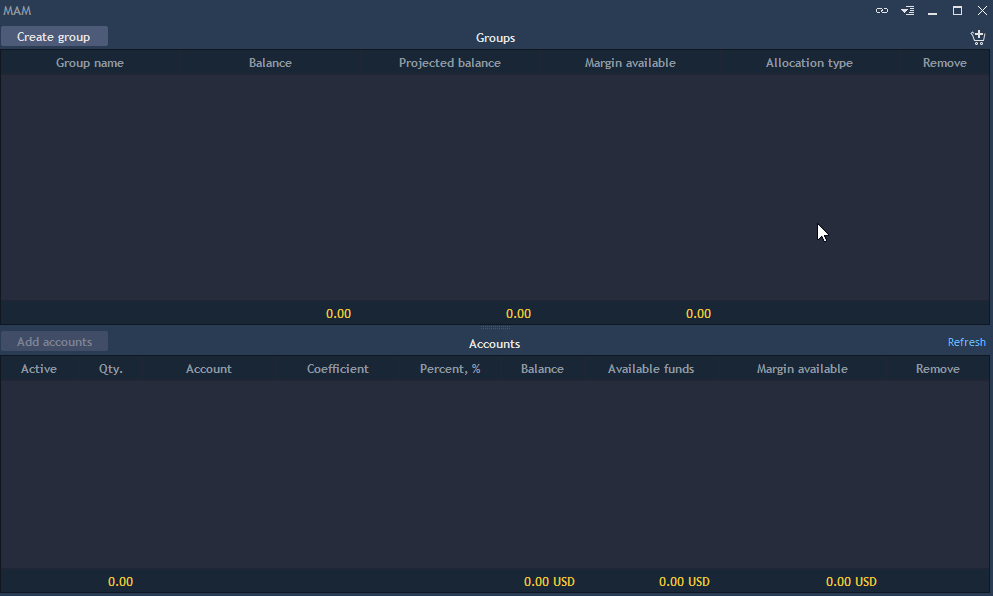 MAM
Create group
Groups
Group name Balance Projected balance Margin available Allocation type Remove
0.00 0.00 0.00
Add accounts
Accounts
Refresh
Active Qty. Account Coefficient Percent, % Balance Available funds Margin available Remove
0.00 0.00 USD 0.00 USD 0.00 USD